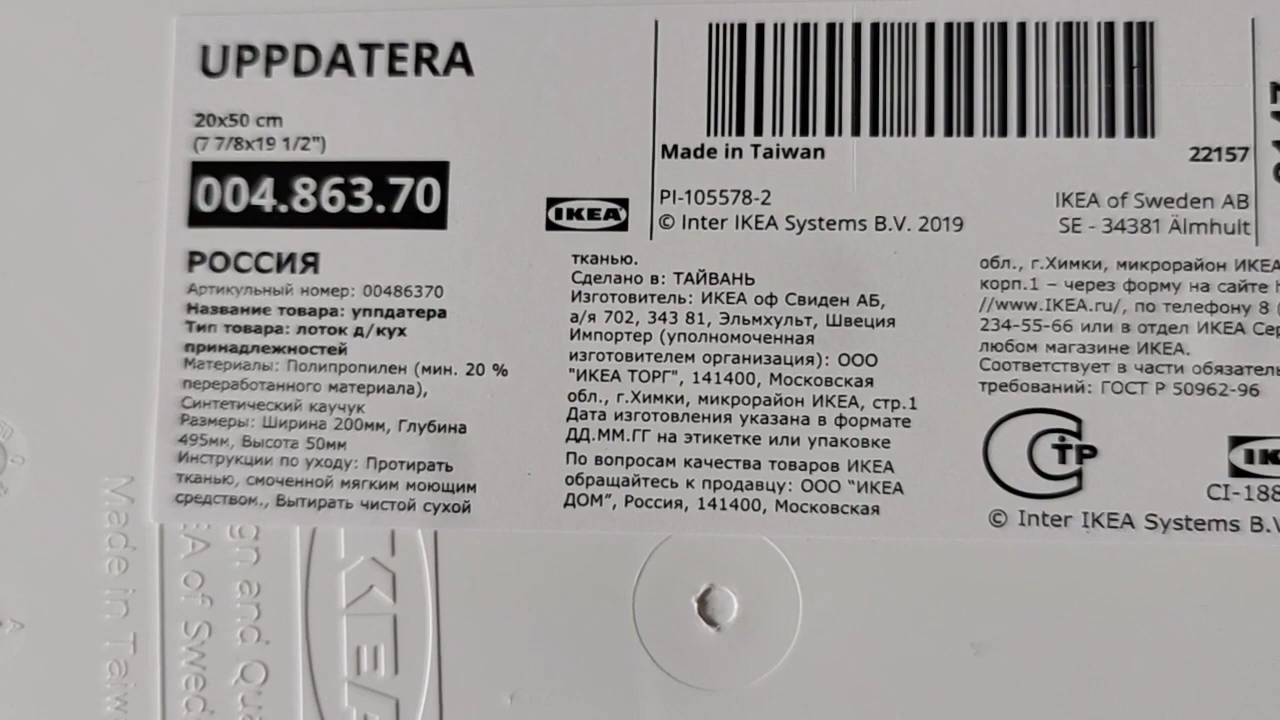 UPPDATERA
20x50 cm
(7 7/8x19 1/2")
004.863.70
IKEA
Made in Taiwan
22157
PI-105578-2
© Inter IKEA Systems B.V. 2019
IKEA of Sweden AB
SE - 34381 Älmhult
РОССИЯ
Артикульный номер: 00486370
Название товара: уппдатера
Тип товара: лоток д/кух
принадлежностей
Материалы: Полипропилен (мин. 20 %
переработанного материала),
Синтетический каучук
Размеры: Ширина 200мм, Глубина
495мм, Высота 50мм
Инструкции по уходу: Протирать
тканью, смоченной мягким моющим
средством., Вытирать чистой сухой
тканью.
Сделано в: ТАЙВАНЬ
Изготовитель: ИКЕА оф Свиден АБ,
а/я 702, 343 81, Эльмхульт, Швеция
Импортер (уполномоченная
изготовителем организация): ООО
"ИКЕА ТОРГ", 141400, Московская
обл., г.Химки, микрорайон ИКЕА, стр.1
Дата изготовления указана в формате
ДД.ММ.ГГ на этикетке или упаковке
По вопросам качества товаров ИКЕА
обращайтесь к продавцу: ООО “ИКЕА
ДОМ”, Россия, 141400, Московская
обл., г.Химки, микрорайон ИКЕА
корп.1 – через форму на сайте
//www.IKEA.ru/, по телефону 8
234-55-66 или в отдел ИКЕА
любом магазине ИКЕА.
Соответствует в части
требований: ГОСТ Р 50962-96
СТР
CI-188
© Inter IKEA Systems B.V
Made in
of
and
IKEA